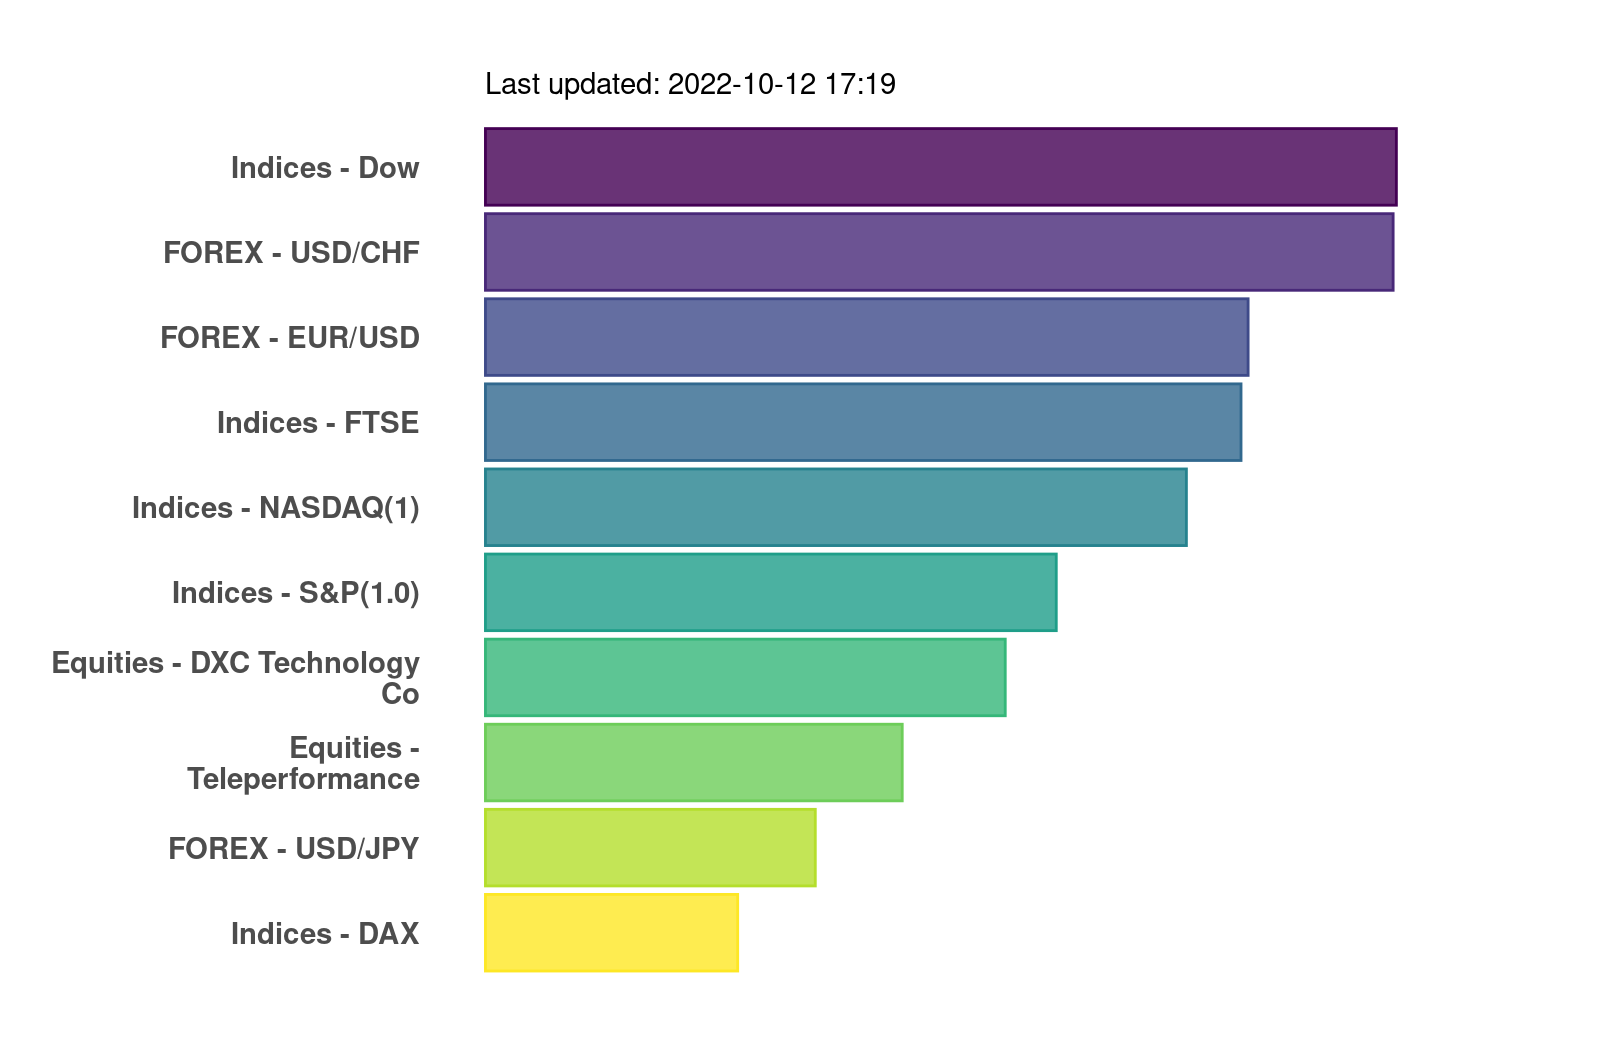 Last updated: 2022-10-12 17:19
Indices - Dow
FOREX - USD/CHF
FOREX - EUR/USD
Indices - FTSE
Indices - NASDAQ(1)
Indices - S&P(1.0)
Equities - DXC Technology
Co
Equities -
Teleperformance
FOREX - USD/JPY
Indices - DAX